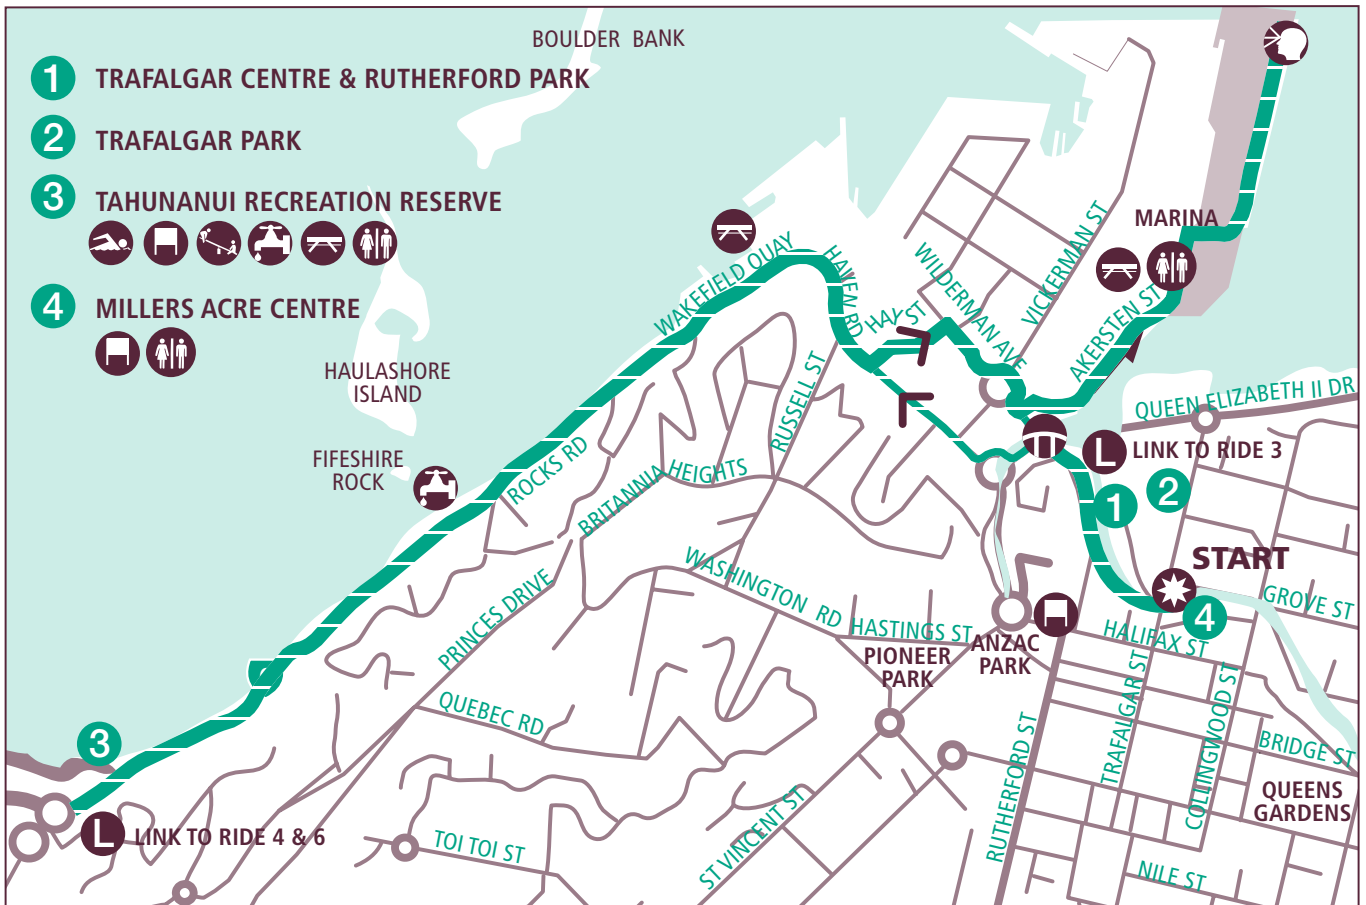 BOULDER BANK
1 TRAFALGAR CENTRE & RUTHERFORD PARK
2 TRAFALGAR PARK
3 TAHUNANUI RECREATION RESERVE
4 MILLERS ACRE CENTRE
HAULASHORE
ISLAND
FIFESHIRE
ROCK
MARINA
WAKEFIELD QUAY
HAVEN RD
HAY ST
WILDERMAN AVE
VICKERMAN ST
AKERSTEN ST
QUEEN ELIZABETH II DR
L LINK TO RIDE 3
2
1
RUSSELL ST
ROCKS RD
BRITANNIA HEIGHTS
START
4
GROVE ST
WASHINGTON RD
HASTINGS ST
PRINCES DRIVE
PIONEER
PARK
ANZAC
PARK
HALIFAX ST
TRAFALGAR ST
COLLINGWOOD ST
RUTHERFORD ST
BRIDGE ST
QUEENS
GARDENS
QUEBEC RD
3
L LINK TO RIDE 4 & 6
TOI TOI ST
ST VINCENT ST
NILE ST